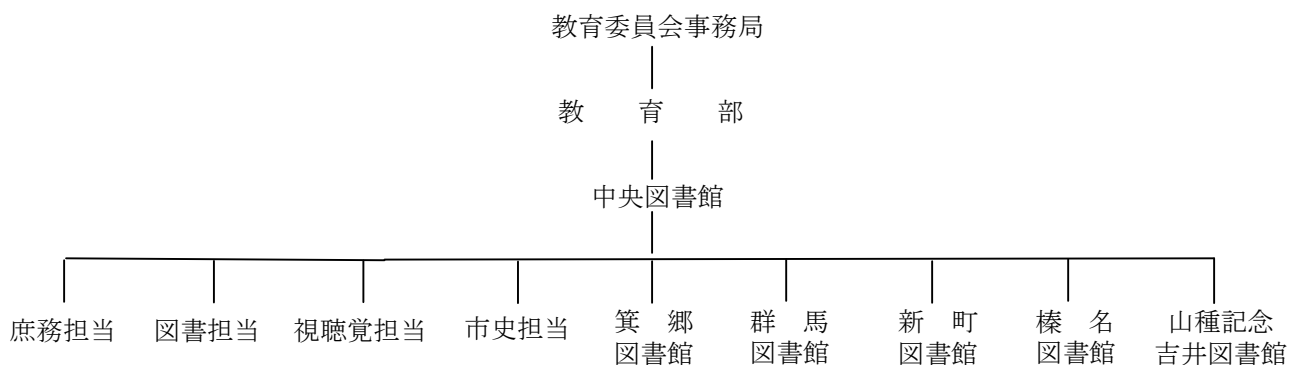 教育委員会事務局
教　育　部
中央図書館
庶務担当
図書担当
視聴覚担当
市史担当
箕　郷
図書館
群　馬
図書館
新　町
図書館
榛　名
図書館
山種記念
吉井図書館